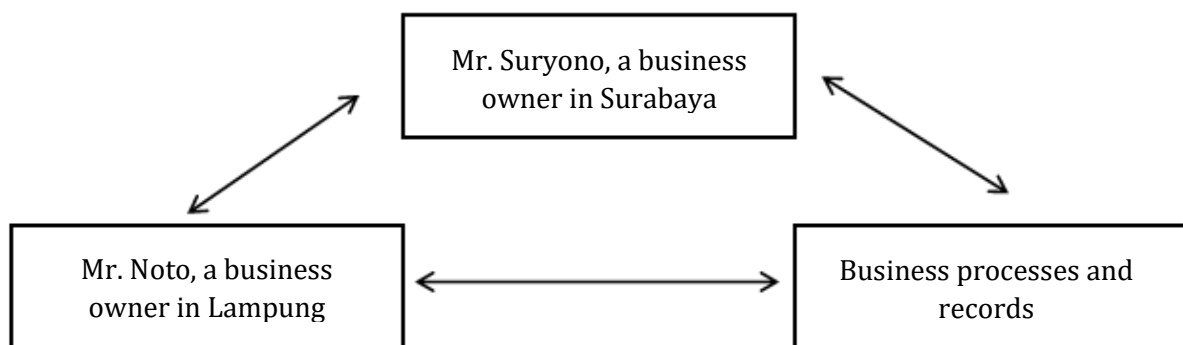 Mr. Suryono, a business
owner in Surabaya
Mr. Noto, a business
owner in Lampung
Business processes and
records